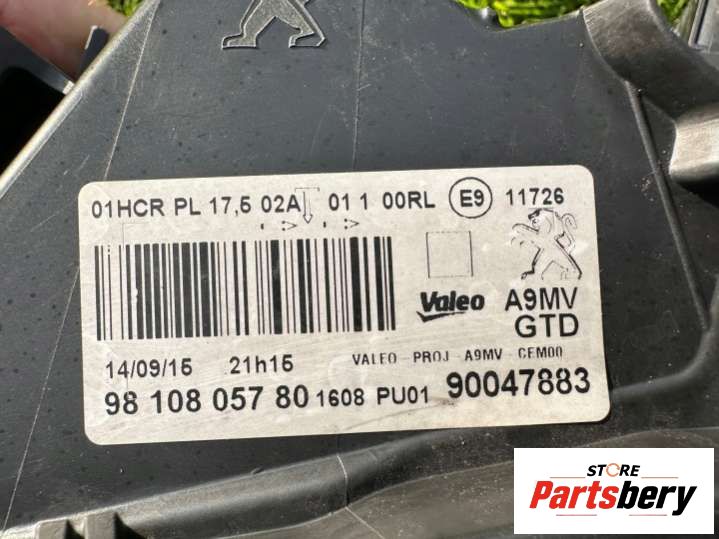 01HCR PL 17,5 02A 01 1 00RL E9 11726
Valeo A9MV
GTD
14/09/15 21h15 VALEO-PROJ-A9MV-CEM00
98 108 057 80 1608 PU01 90047883
STORE
Partsbery